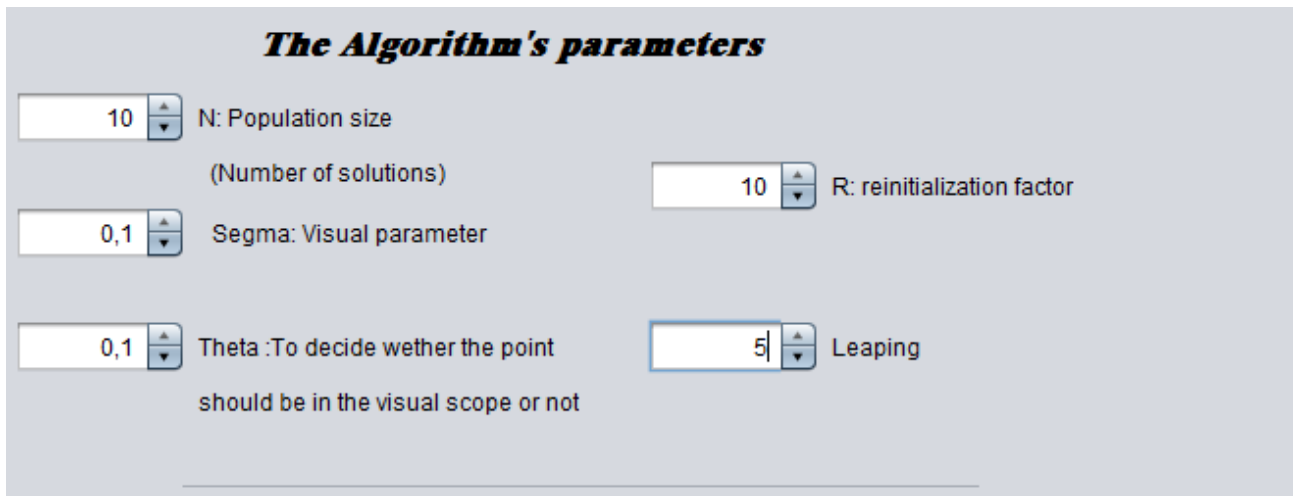 The Algorithm's parameters
10 N: Population size
(Number of solutions)
10 R: reinitialization factor
0,1 Segma: Visual parameter
0,1 Theta :To decide wether the point
5 Leaping
should be in the visual scope or not